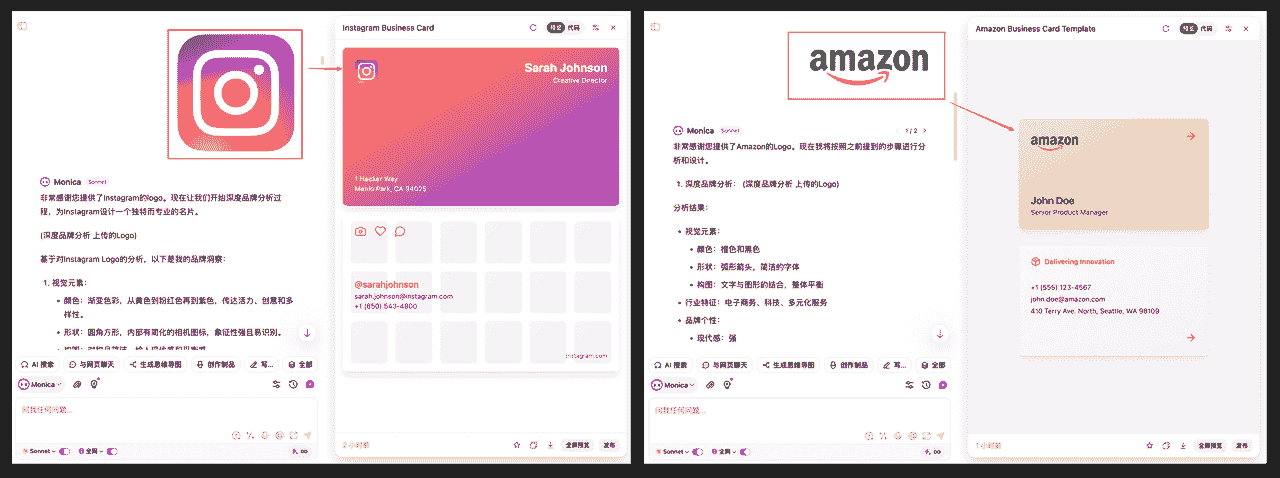 Monica Sonnet
非常感谢您提供了Instagram的logo。现在让我们开始深度品牌分析过
程，为Instagram设计一个独特而专业的名片。
(深度品牌分析 上传的Logo)
基于对Instagram Logo的分析，以下是我的品牌洞察：
1. 视觉元素：
• 颜色：渐变色彩，从黄色到粉红色再到紫色，传达活力、创意和多
样性。
• 形状：圆角方形，内部有简化的相机图标，象征性强且易识别。
AI 搜索 与网页聊天 生成思维导图 创作制品 写... 全部
Monica
问我任何问题...
Sonnet 全网
Instagram Business Card 预览 代码
Sarah Johnson
Creative Director
1 Hacker Way
Menlo Park, CA 94025
@sarahjohnson
sarah.johnson@instagram.com
+1 (650) 543-4800
instagram.com
2 小时前 全屏预览 发布
amazon
Monica Sonnet 2 / 2
非常感谢您提供了Amazon的Logo。现在我将按照之前提到的步骤进行分
析和设计。
1. 深度品牌分析： (深度品牌分析 上传的Logo)
分析结果：
• 视觉元素：
• 颜色：橙色和黑色
• 形状：弧形箭头，简洁的字体
• 构图：文字与图形的结合，整体平衡
• 行业特征：电子商务、科技、多元化服务
• 品牌个性：
• 现代感：强
AI 搜索 与网页聊天 生成思维导图 创作制品 写... 全部
Monica
问我任何问题...
Sonnet 全网
Amazon Business Card Template 预览 代码
amazon
John Doe
Senior Product Manager
Delivering Innovation
+1 (555) 123-4567
john.doe@amazon.com
410 Terry Ave. North, Seattle, WA 98109
1 小时前 全屏预览 发布